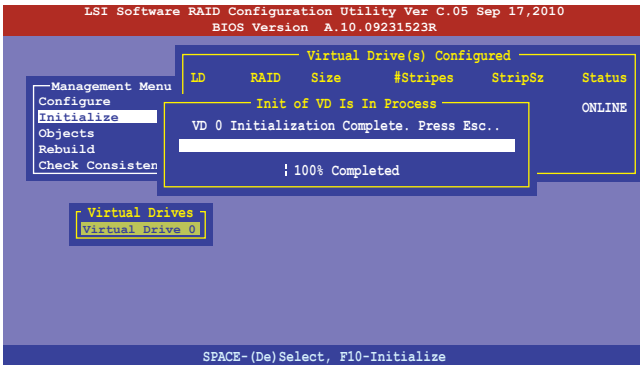 LSI Software RAID Configuration Utility Ver C.05 Sep 17,2010
BIOS Version A.10.09231523R
Virtual Drive(s) Configured
LD RAID Size #Stripes StripSz Status
ONLINE
Management Menu
Configure
Initialize
Objects
Rebuild
Check Consisten
Init of VD Is In Process
VD 0 Initialization Complete. Press Esc..
100% Completed
Virtual Drives
Virtual Drive 0
SPACE-(De)Select, F10-Initialize